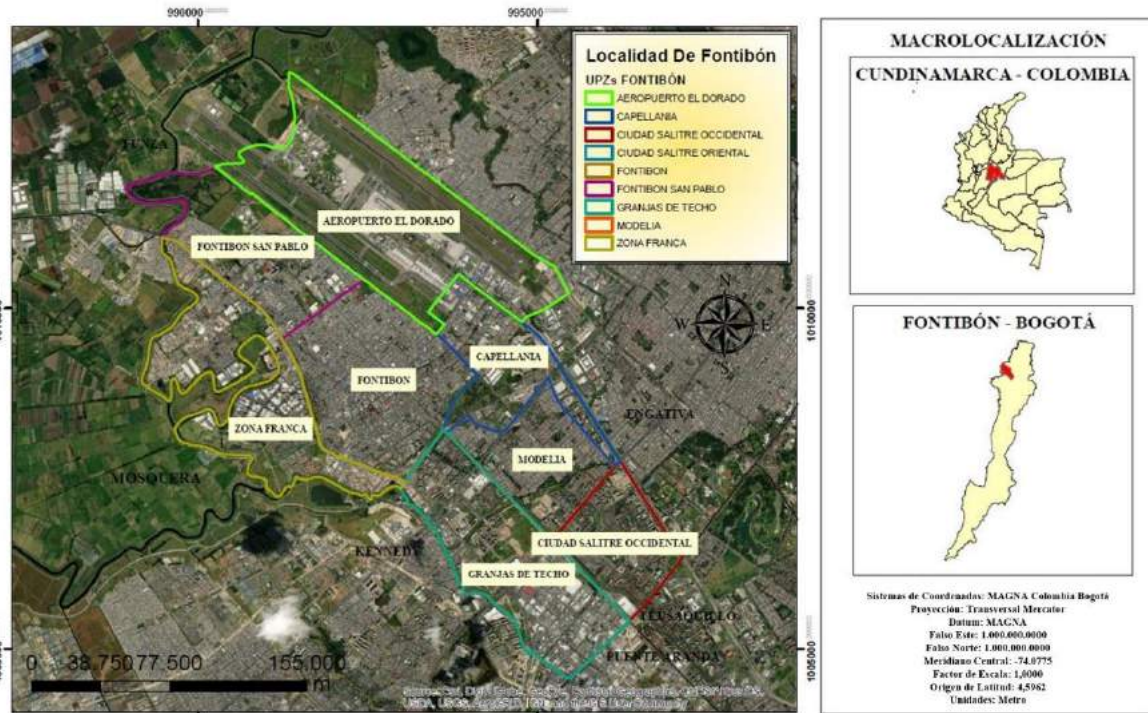 990000
995000
Localidad De Fontibón
UPZs FONTIBÓN
AEROPUERTO EL DORADO
CAPELLANIA
CIUDAD SALITRE OCCIDENTAL
CIUDAD SALITRE ORIENTAL
FONTIBON
FONTIBON SAN PABLO
GRANJAS DE TECHO
MODELIA
ZONA FRANCA
FUNZA
AEROPUERTO EL DORADO
FONTIBON SAN PABLO
N
W E
S
1010000
1010000
CAPELLANIA
FONTIBON
ENGATIVA
ZONA FRANCA
MODELIA
MOSQUERA
CIUDAD SALITRE OCCIDENTAL
KENNEDY
GRANJAS DE TECHO
TEUSAQUILLO
PUENTE ARANDA
1005000
1005000
0 38.750 77.500 155.000
m
MACROLOCALIZACIÓN
CUNDINAMARCA - COLOMBIA
FONTIBÓN - BOGOTÁ
Sistemas de Coordenadas: MAGNA Colombia Bogotá
Proyección: Transversal Mercator
Datum: MAGNA
Falso Este: 1.000.000.0000
Falso Norte: 1.000.000.0000
Meridiano Central: -74.0775
Factor de Escala: 1,0000
Origen de Latitud: 4,5962
Unidades: Metro